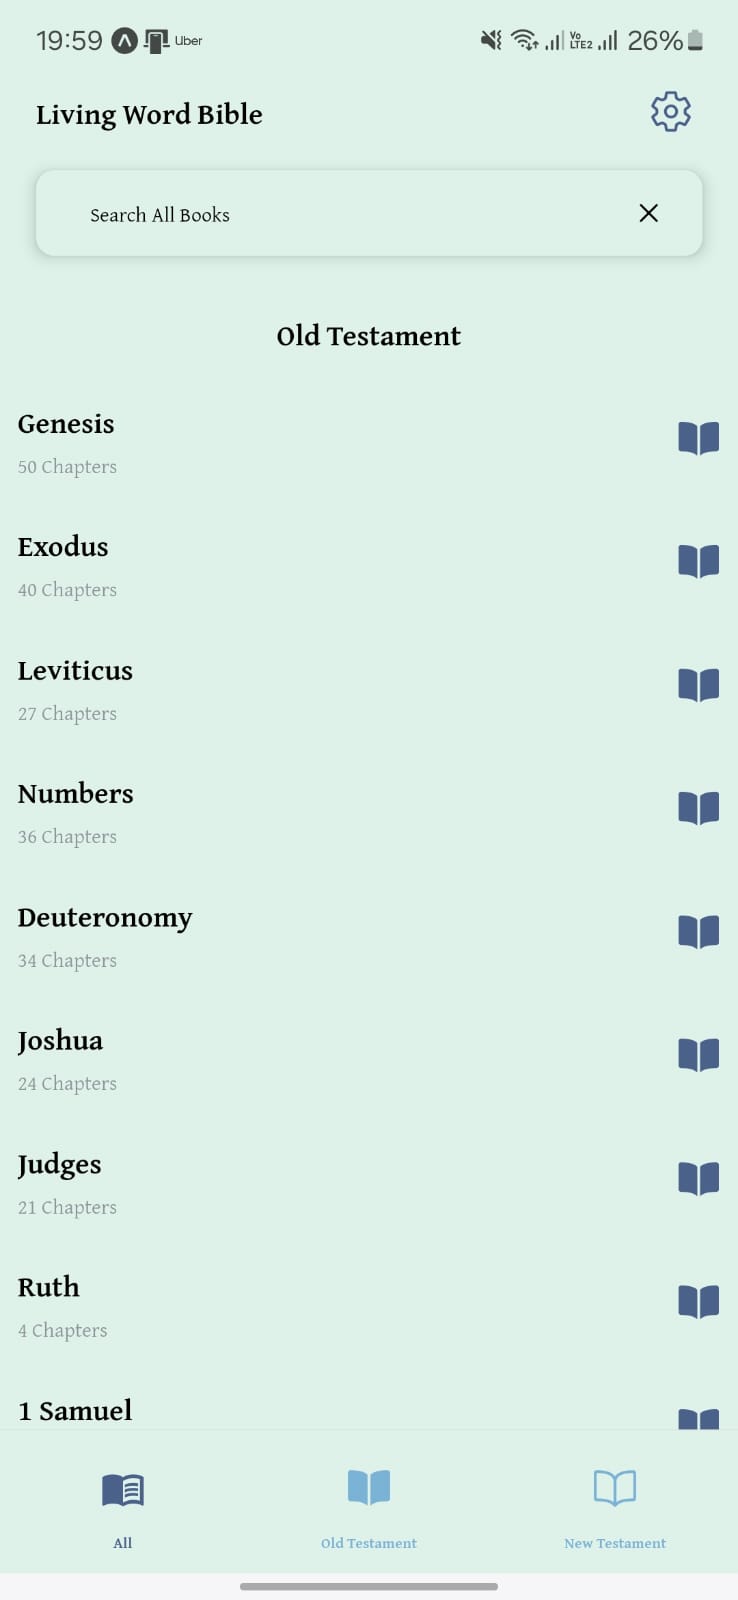 19:59 Uber Vo LTE2 26%
Living Word Bible
Search All Books
Old Testament
Genesis
50 Chapters
Exodus
40 Chapters
Leviticus
27 Chapters
Numbers
36 Chapters
Deuteronomy
34 Chapters
Joshua
24 Chapters
Judges
21 Chapters
Ruth
4 Chapters
1 Samuel
All Old Testament New Testament